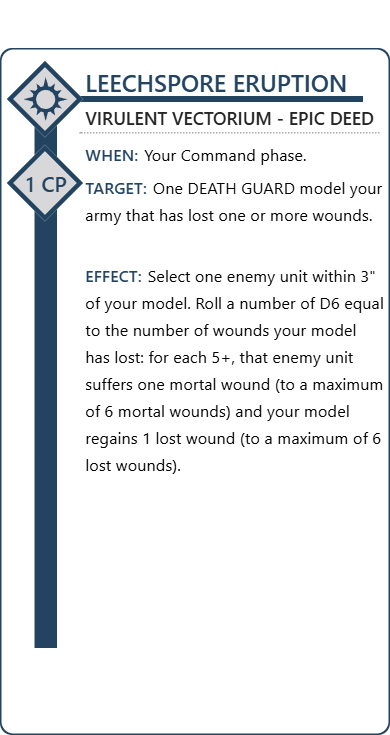 LEECHSPORE ERUPTION
VIRULENT VECTORIUM - EPIC DEED
WHEN: Your Command phase.
1 CP
TARGET: One DEATH GUARD model your
army that has lost one or more wounds.
EFFECT: Select one enemy unit within 3"
of your model. Roll a number of D6 equal
to the number of wounds your model
has lost: for each 5+, that enemy unit
suffers one mortal wound (to a maximum
of 6 mortal wounds) and your model
regains 1 lost wound (to a maximum of 6
lost wounds).